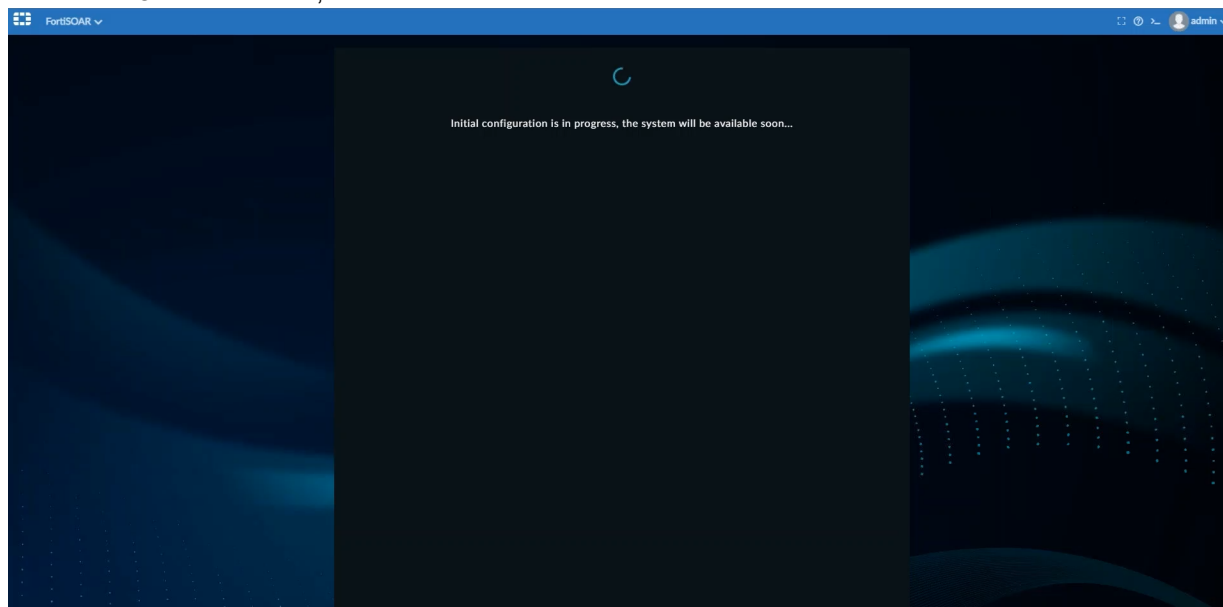 FortiSOAR
admin
Initial configuration is in progress, the system will be available soon...